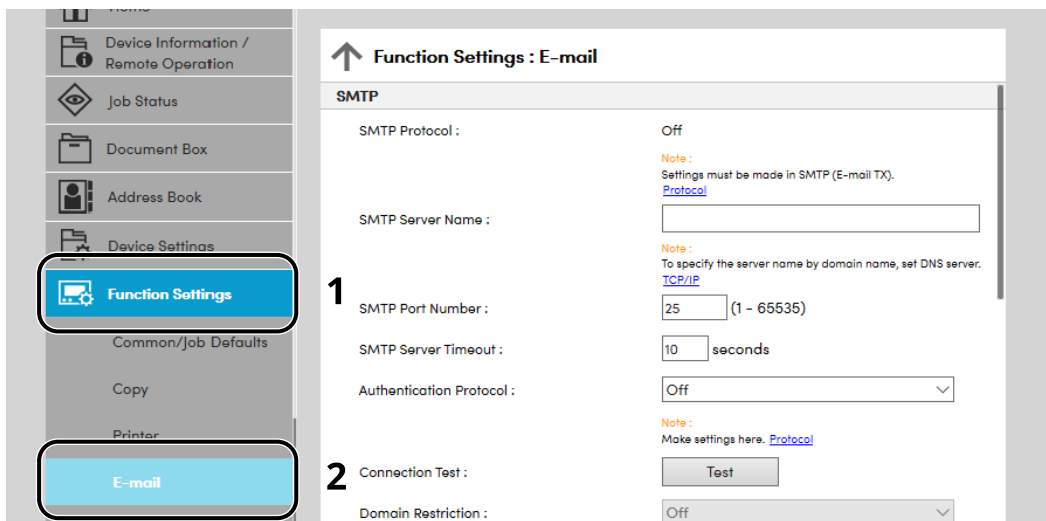 Home
Device Information /
Remote Operation
Job Status
Document Box
Address Book
Device Settings
Function Settings
Common/Job Defaults
Copy
Printer
E-mail
1
2
Function Settings : E-mail
SMTP
SMTP Protocol : Off
Note :
Settings must be made in SMTP (E-mail TX).
Protocol
SMTP Server Name :
Note :
To specify the server name by domain name, set DNS server.
TCP/IP
SMTP Port Number : 25 (1 - 65535)
SMTP Server Timeout : 10 seconds
Authentication Protocol : Off
Note :
Make settings here. Protocol
Connection Test : Test
Domain Restriction : Off